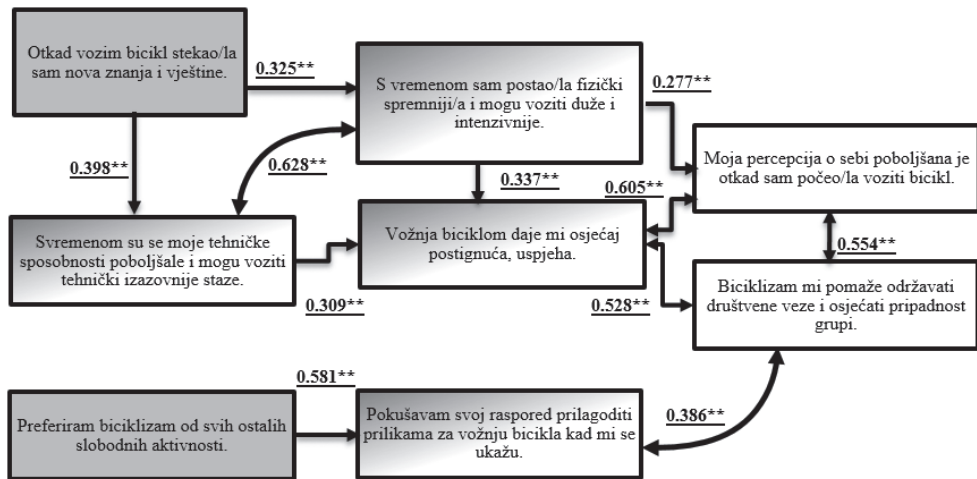 Otkad vozim bicikl stekao/la
sam nova znanja i vještine.
0.325**
S vremenom sam postao/la fizički
spremniji/a i mogu voziti duže i
intenzivnije.
0.277**
0.398**
0.628**
0.337**
0.605**
Moja percepcija o sebi poboljšana je
otkad sam počeo/la voziti bicikl.
Svremenom su se moje tehničke
sposobnosti poboljšale i mogu voziti
tehnički izazovnije staze.
0.309**
Vožnja biciklom daje mi osjećaj
postignuća, uspjeha.
0.554**
0.528**
Biciklizam mi pomaže održavati
društvene veze i osjećati pripadnost
grupi.
Preferiram biciklizam od svih ostalih
slobodnih aktivnosti.
0.581**
Pokušavam svoj raspored prilagoditi
prilikama za vožnju bicikla kad mi se
ukažu.
0.386**